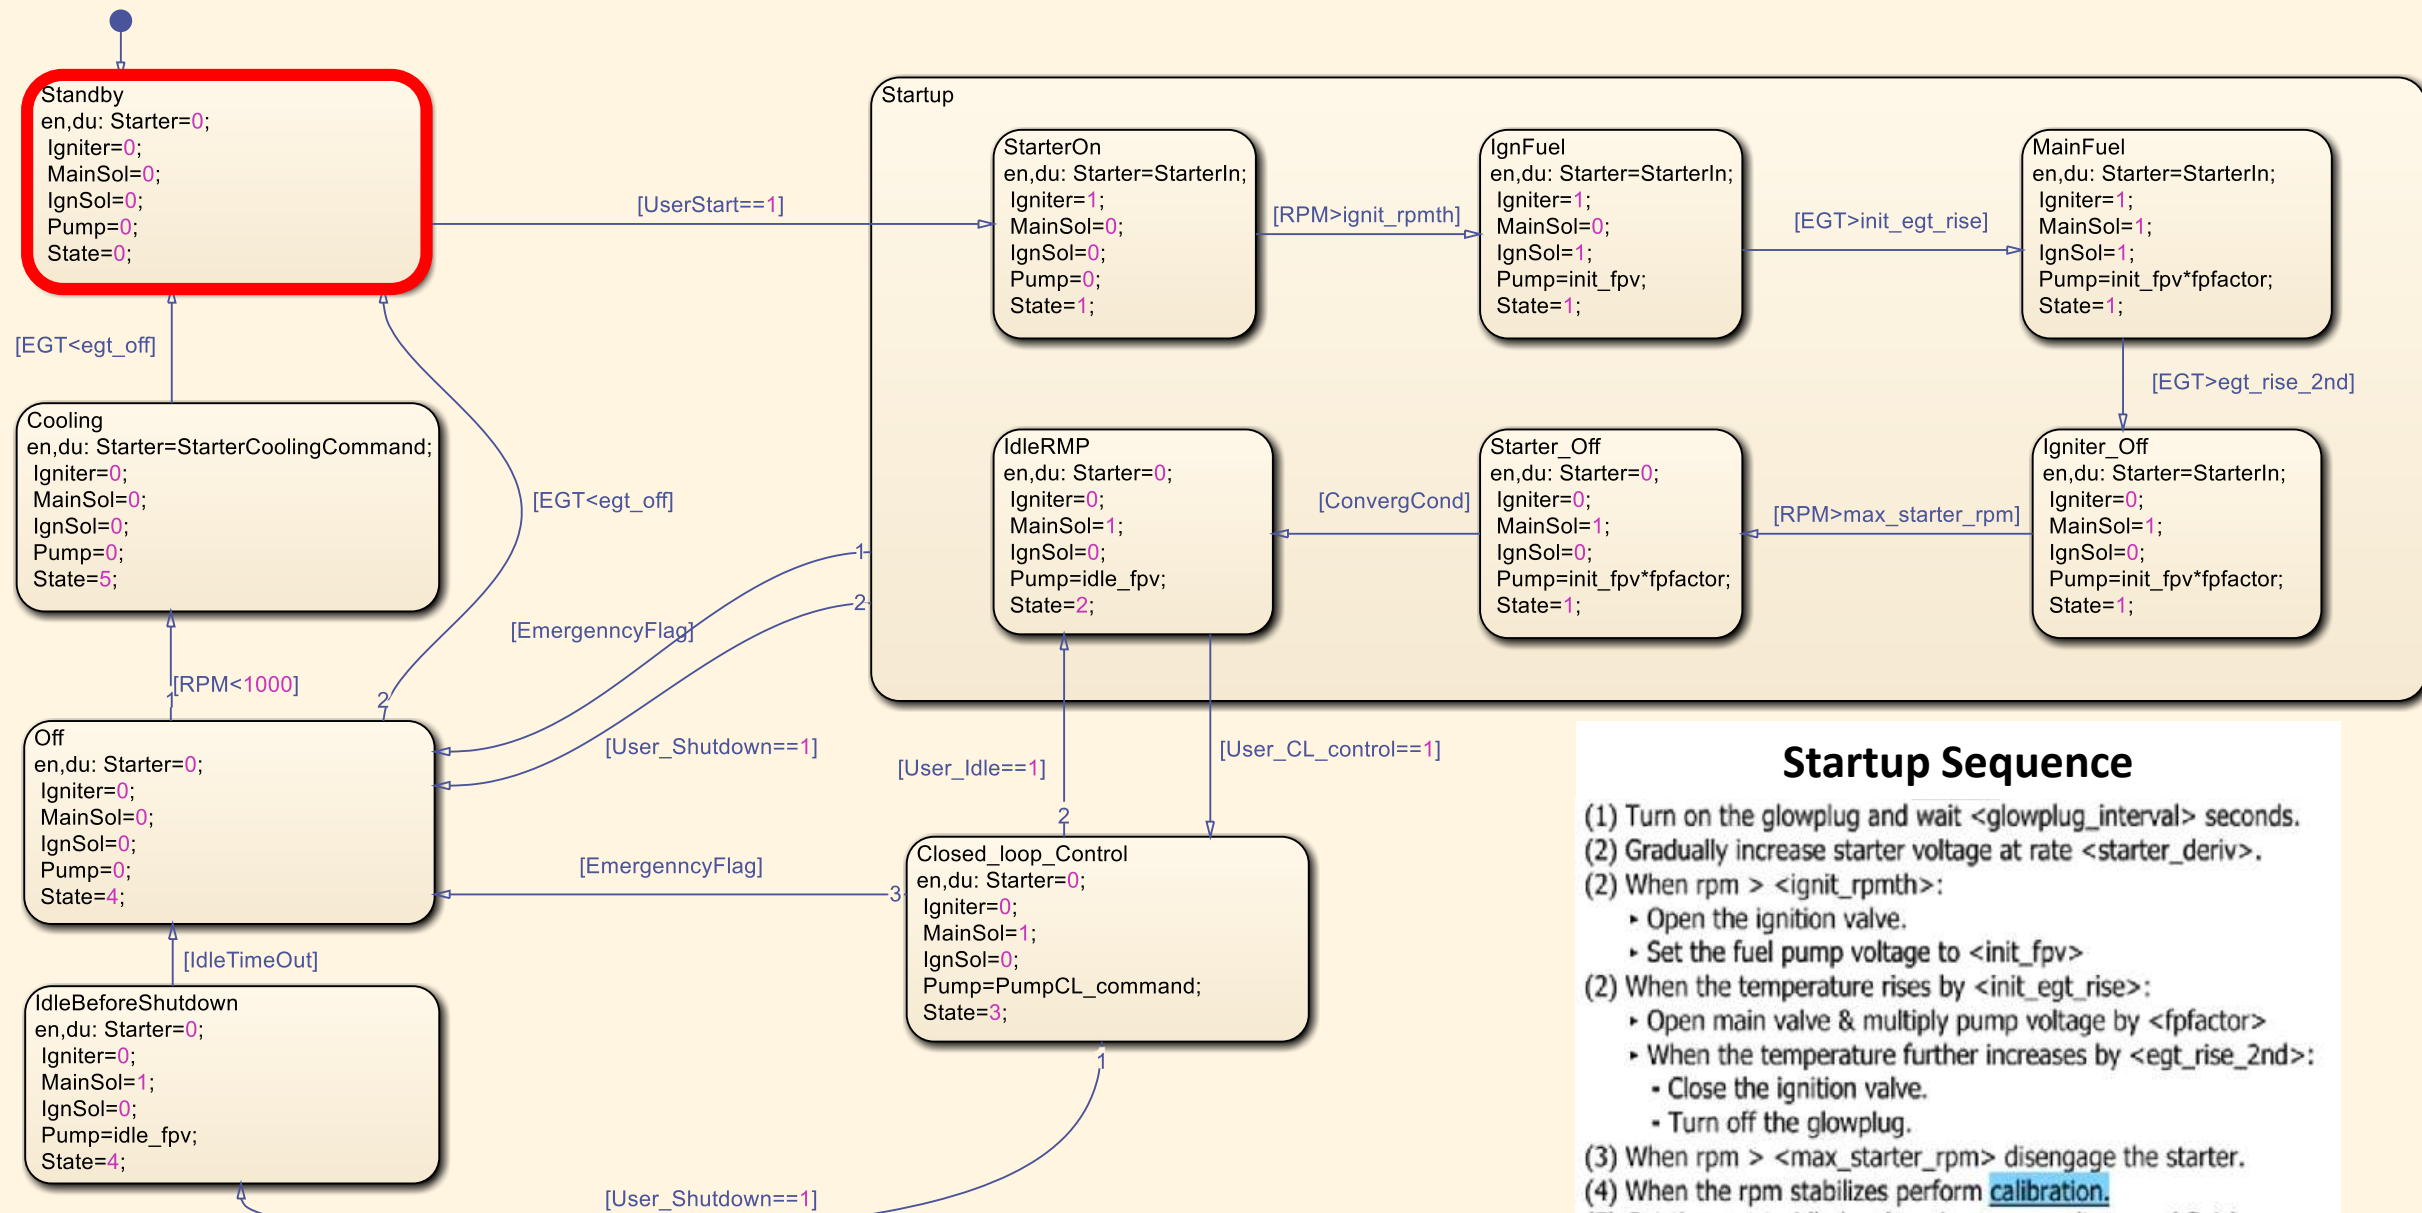 Standby
en,du: Starter=0;
Igniter=0;
MainSol=0;
IgnSol=0;
Pump=0;
State=0;
[UserStart==1]
Startup
StarterOn
en,du: Starter=StarterIn;
Igniter=1;
MainSol=0;
IgnSol=0;
Pump=0;
State=1;
[RPM>ignit_rpmth]
IgnFuel
en,du: Starter=StarterIn;
Igniter=1;
MainSol=0;
IgnSol=1;
Pump=init_fpv;
State=1;
[EGT>init_egt_rise]
MainFuel
en,du: Starter=StarterIn;
Igniter=1;
MainSol=1;
IgnSol=1;
Pump=init_fpv*fpfactor;
State=1;
[EGT>egt_rise_2nd]
[EGT<egt_off]
Cooling
en,du: Starter=StarterCoolingCommand;
Igniter=0;
MainSol=0;
IgnSol=0;
Pump=0;
State=5;
[EGT<egt_off]
IdleRMP
en,du: Starter=0;
Igniter=0;
MainSol=1;
IgnSol=0;
Pump=idle_fpv;
State=2;
[ConvergCond]
Starter_Off
en,du: Starter=0;
Igniter=0;
MainSol=1;
IgnSol=0;
Pump=init_fpv*fpfactor;
State=1;
[RPM>max_starter_rpm]
Igniter_Off
en,du: Starter=StarterIn;
Igniter=0;
MainSol=1;
IgnSol=0;
Pump=init_fpv*fpfactor;
State=1;
1
2
[EmergenncyFlag]
[RPM<1000]
1
2
[User_Shutdown==1]
Off
en,du: Starter=0;
Igniter=0;
MainSol=0;
IgnSol=0;
Pump=0;
State=4;
[User_Idle==1]
2
[User_CL_control==1]
[EmergenncyFlag]
3
Closed_loop_Control
en,du: Starter=0;
Igniter=0;
MainSol=1;
IgnSol=0;
Pump=PumpCL_command;
State=3;
1
[IdleTimeOut]
IdleBeforeShutdown
en,du: Starter=0;
Igniter=0;
MainSol=1;
IgnSol=0;
Pump=idle_fpv;
State=4;
[User_Shutdown==1]
Startup Sequence
(1) Turn on the glowplug and wait <glowplug_interval> seconds.
(2) Gradually increase starter voltage at rate <starter_deriv>.
(2) When rpm > <ignit_rpmth>:
‣ Open the ignition valve.
‣ Set the fuel pump voltage to <init_fpv>
(2) When the temperature rises by <init_egt_rise>:
‣ Open main valve & multiply pump voltage by <fpfactor>
‣ When the temperature further increases by <egt_rise_2nd>:
- Close the ignition valve.
- Turn off the glowplug.
(3) When rpm > <max_starter_rpm> disengage the starter.
(4) When the rpm stabilizes perform calibration.